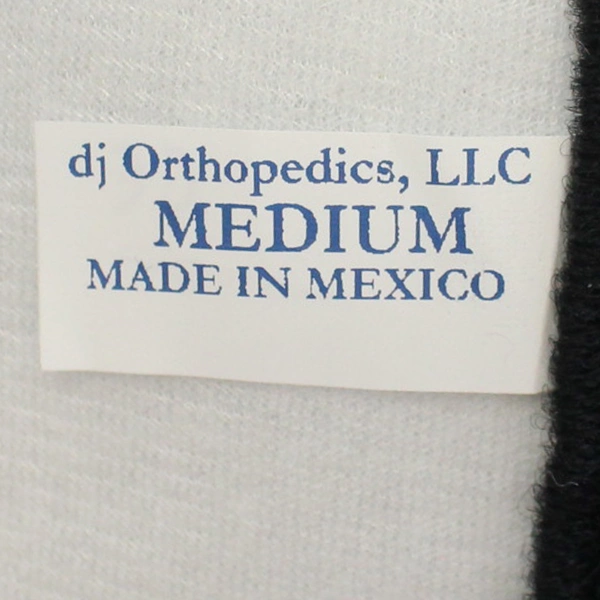 dj Orthopedics, LLC
MEDIUM
MADE IN MEXICO